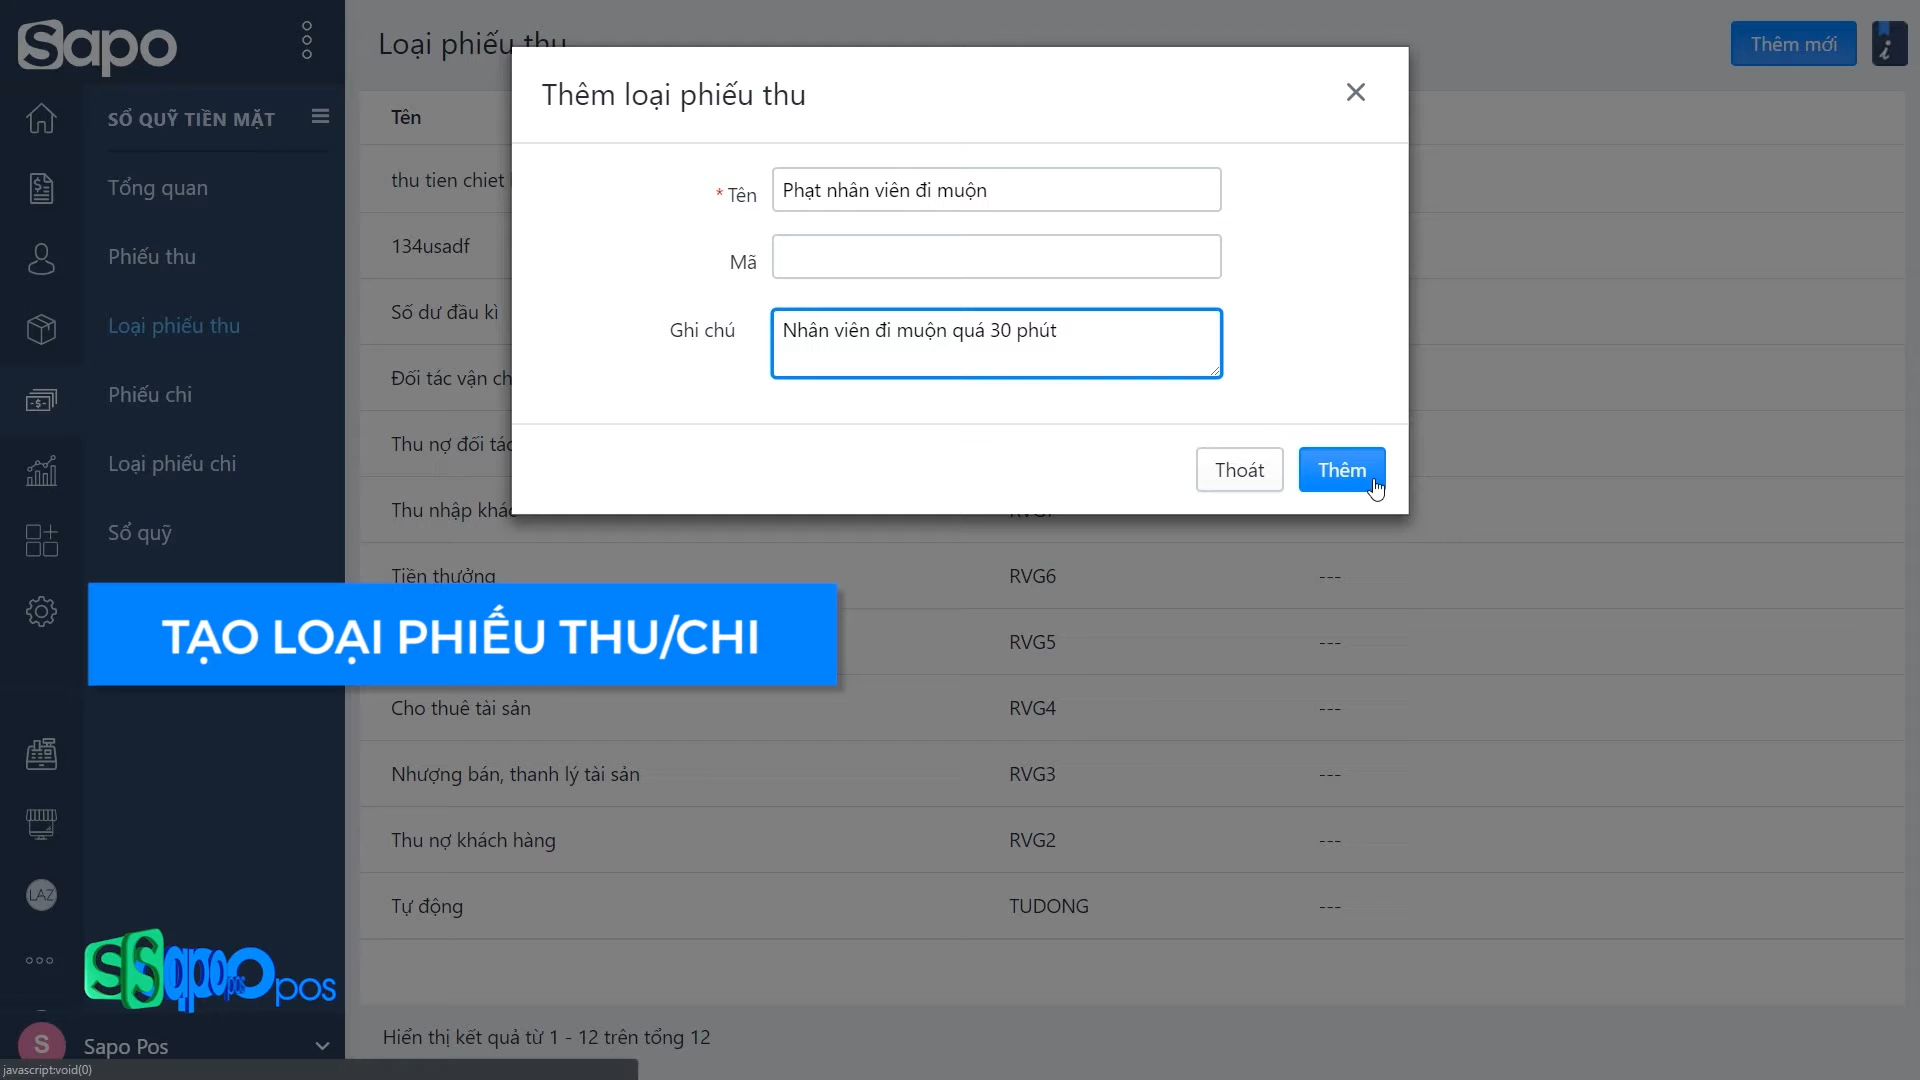 Sapo
Loại phiếu thu
Thêm mới
Thêm loại phiếu thu
SỔ QUỸ TIỀN MẶT
Tổng quan
Phiếu thu
Loại phiếu thu
Phiếu chi
Loại phiếu chi
Sổ quỹ
Tên
thu tien chiet
134usadf
Số dư đầu kì
Đối tác vận ch
Thu nợ đối tác
Thu nhập khác
* Tên
Phạt nhân viên đi muộn
Mã
Ghi chú
Nhân viên đi muộn quá 30 phút
Thoát
Thêm
Tiền thưởng RVG6 ---
RVG5 ---
TẠO LOẠI PHIẾU THU/CHI
Cho thuê tài sản RVG4 ---
Nhượng bán, thanh lý tài sản RVG3 ---
Thu nợ khách hàng RVG2 ---
Tự động TUDONG ---
LAZ
pos
S
Sapo Pos
Hiển thị kết quả từ 1 - 12 trên tổng 12
javascript:void(0)